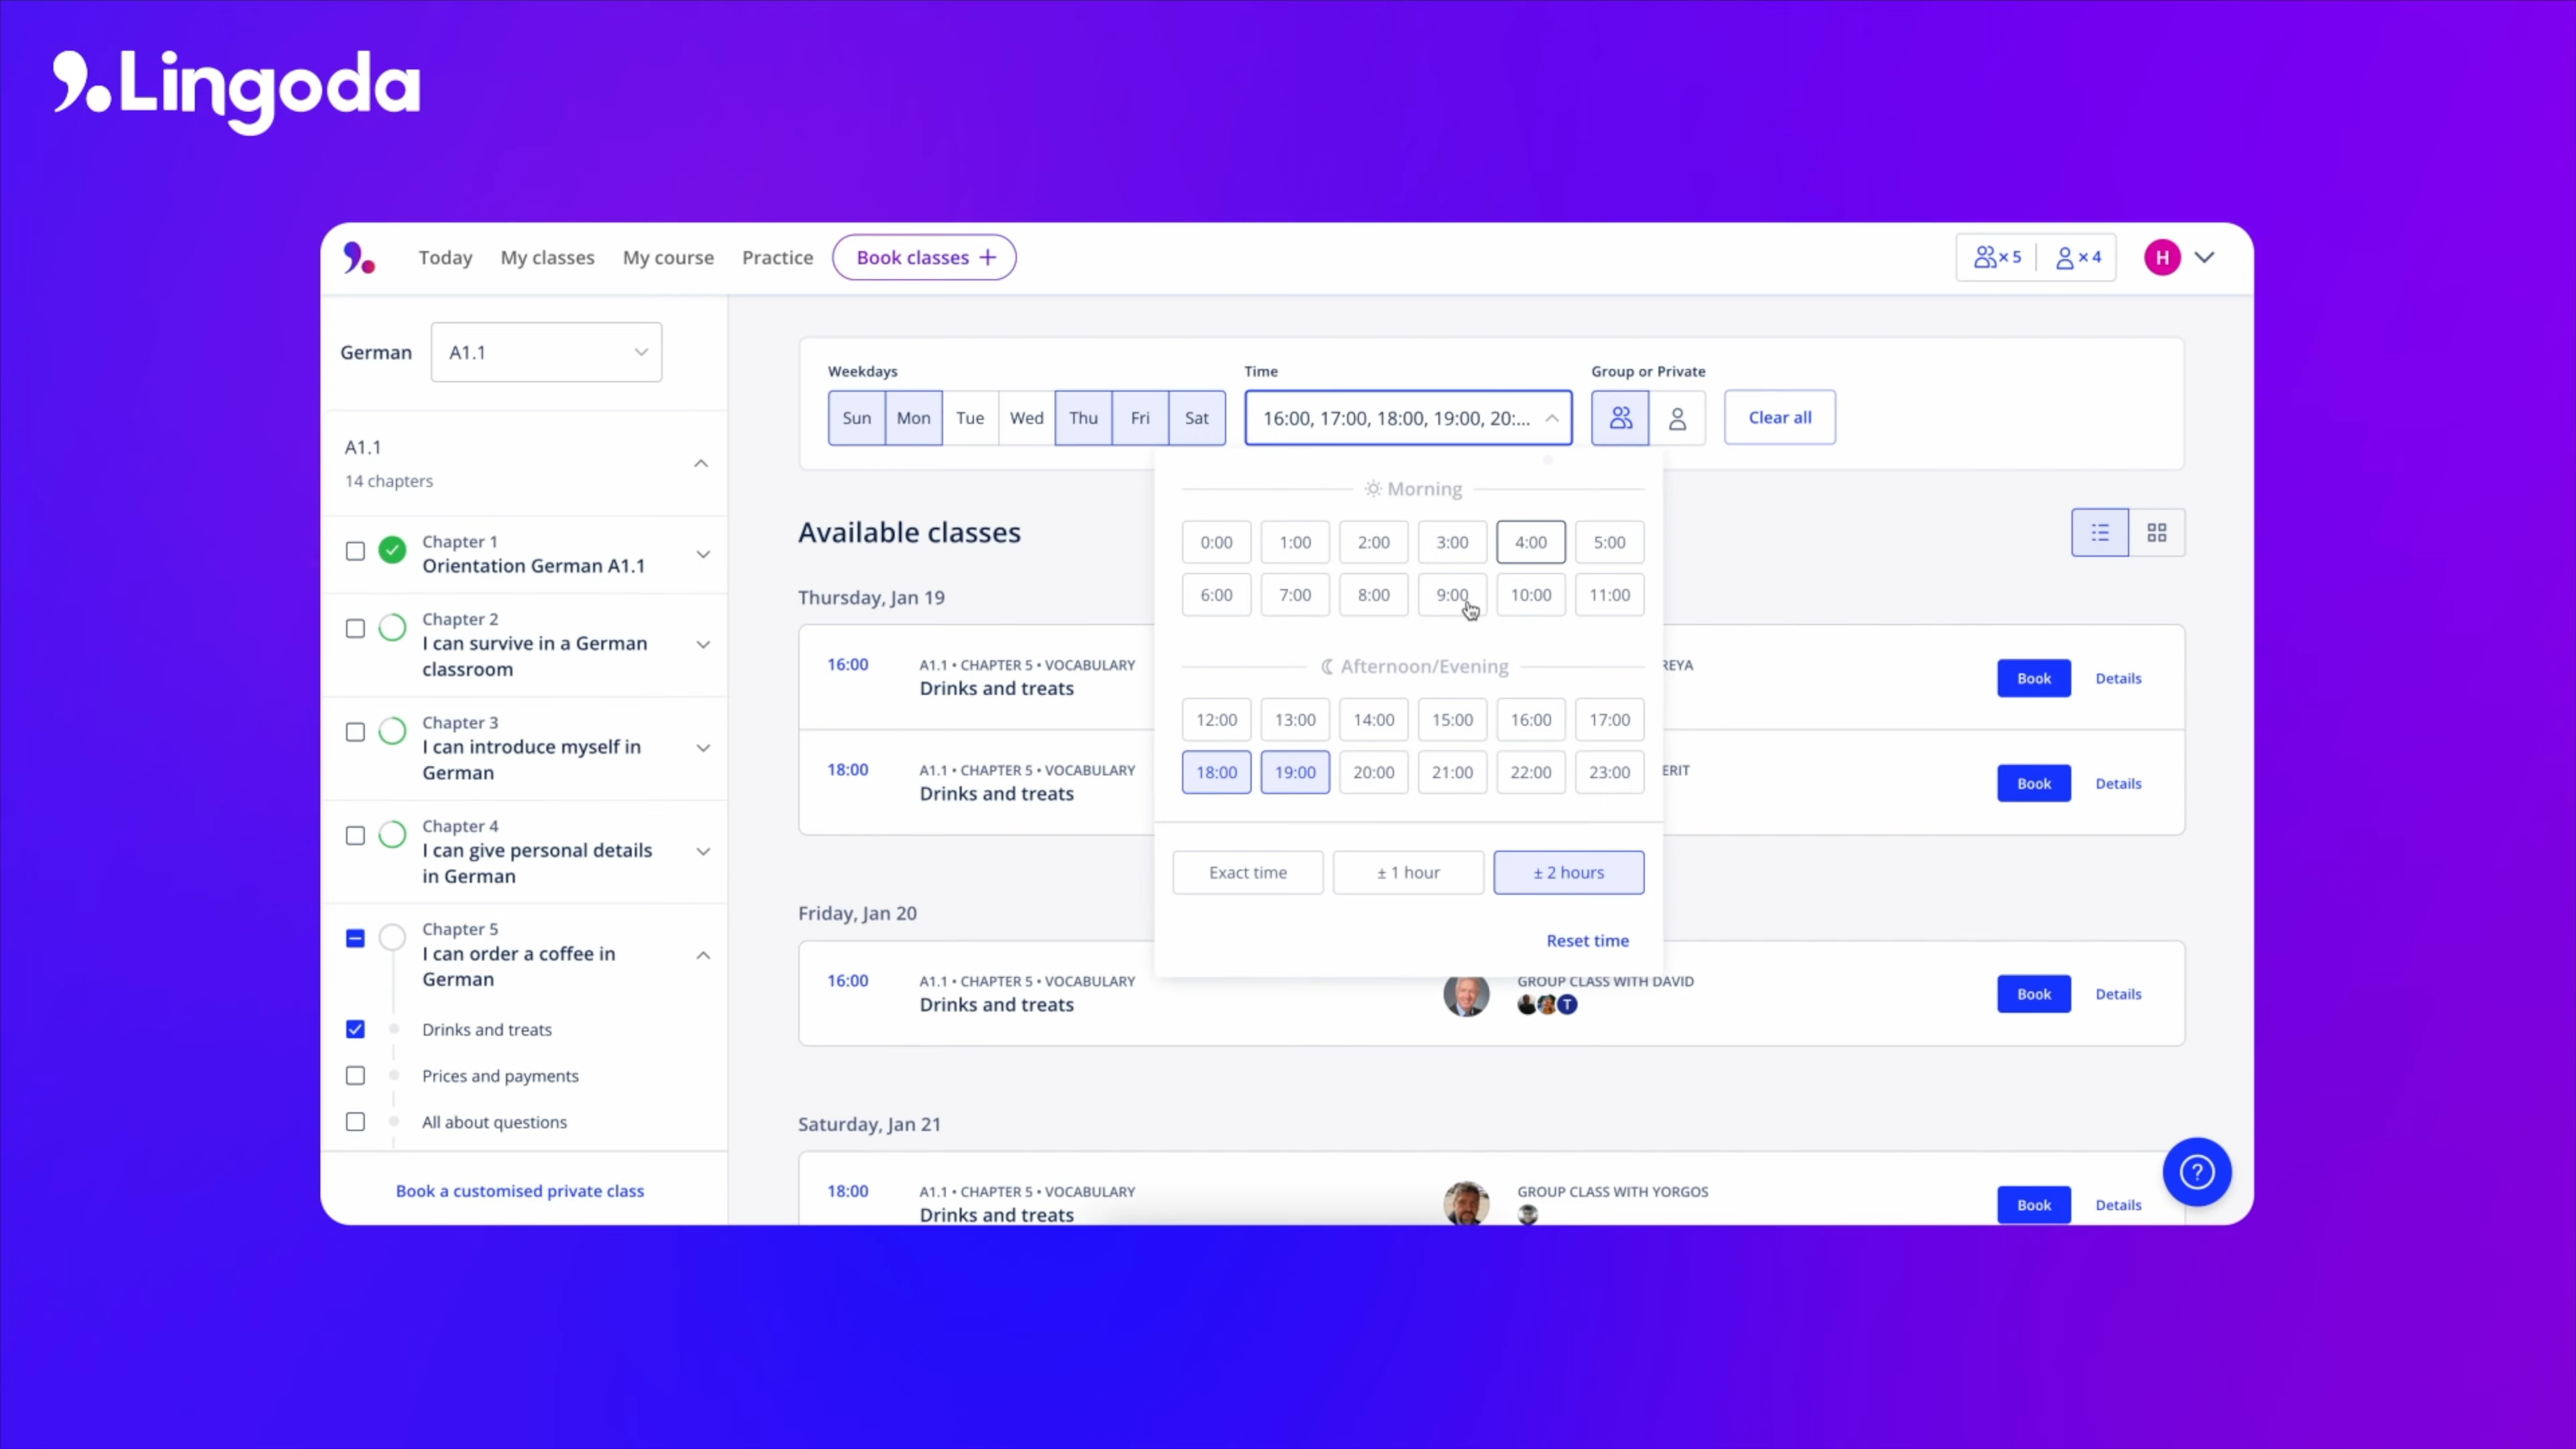 Lingoda
Today My classes My course Practice Book classes +
×5 ×4 H
German A1.1
A1.1
14 chapters
Chapter 1
Orientation German A1.1
Chapter 2
I can survive in a German
classroom
Chapter 3
I can introduce myself in
German
Chapter 4
I can give personal details
in German
Chapter 5
I can order a coffee in
German
Drinks and treats
Prices and payments
All about questions
Book a customised private class
Weekdays
Sun Mon Tue Wed Thu Fri Sat
Time
16:00, 17:00, 18:00, 19:00, 20:...
Group or Private
Clear all
Morning
0:00 1:00 2:00 3:00 4:00 5:00
6:00 7:00 8:00 9:00 10:00 11:00
Afternoon/Evening
12:00 13:00 14:00 15:00 16:00 17:00
18:00 19:00 20:00 21:00 22:00 23:00
Exact time ± 1 hour ± 2 hours
Reset time
Available classes
Thursday, Jan 19
16:00 A1.1 • CHAPTER 5 • VOCABULARY REYA
Drinks and treats
Book Details
18:00 A1.1 • CHAPTER 5 • VOCABULARY ERIT
Drinks and treats
Book Details
Friday, Jan 20
16:00 A1.1 • CHAPTER 5 • VOCABULARY GROUP CLASS WITH DAVID
Drinks and treats T
Book Details
Saturday, Jan 21
18:00 A1.1 • CHAPTER 5 • VOCABULARY GROUP CLASS WITH YORGOS
Drinks and treats
Book Details
?